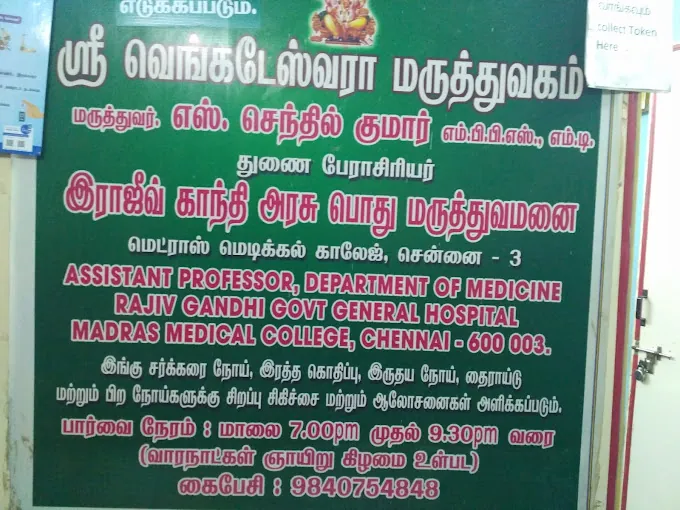 எடுக்கப்படும்.
collect Token
Here
ஸ்ரீ வெங்கடேஸ்வரா மருத்துவகம்
மருத்துவர். எஸ். செந்தில் குமார் எம்.பி.பி.எஸ்., எம்.டி.
துணை பேராசிரியர்
இராஜீவ் காந்தி அரசு பொது மருத்துவமனை
மெட்ராஸ் மெடிக்கல் காலேஜ், சென்னை - 3
ASSISTANT PROFESSOR, DEPARTMENT OF MEDICINE
RAJIV GANDHI GOVT GENERAL HOSPITAL
MADRAS MEDICAL COLLEGE, CHENNAI - 600 003.
இங்கு சர்க்கரை நோய், இரத்த கொதிப்பு, இருதய நோய், தைராய்டு
மற்றும் பிற நோய்களுக்கு சிறப்பு சிகிச்சை மற்றும் ஆலோசனைகள் அளிக்கப்படும்.
பார்வை நேரம் : மாலை 7.00pm முதல் 9.30pm வரை
(வாரநாட்கள் ஞாயிறு கிழமை உள்பட)
கைபேசி : 9840754848